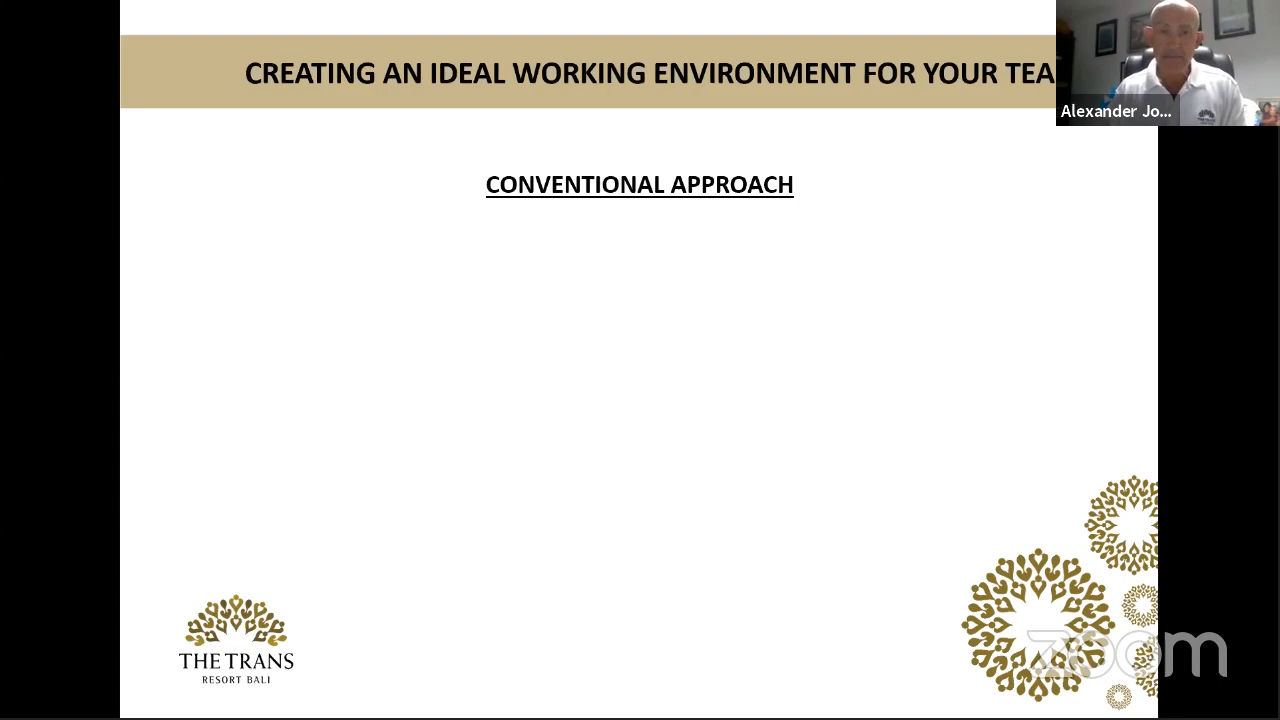 CREATING AN IDEAL WORKING ENVIRONMENT FOR YOUR TEA
Alexander Jo...
CONVENTIONAL APPROACH
THE TRANS
RESORT BALI
zoom